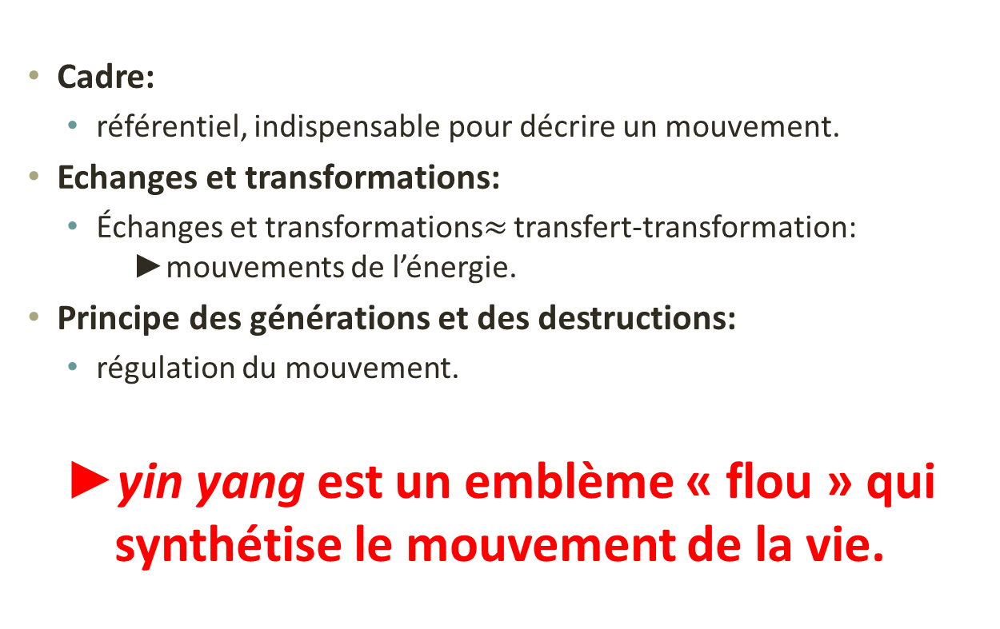 • Cadre:
• référentiel, indispensable pour décrire un mouvement.
• Echanges et transformations:
• Échanges et transformations≈ transfert-transformation:
►mouvements de l’énergie.
• Principe des générations et des destructions:
• régulation du mouvement.
►yin yang est un emblème « flou » qui
synthétise le mouvement de la vie.